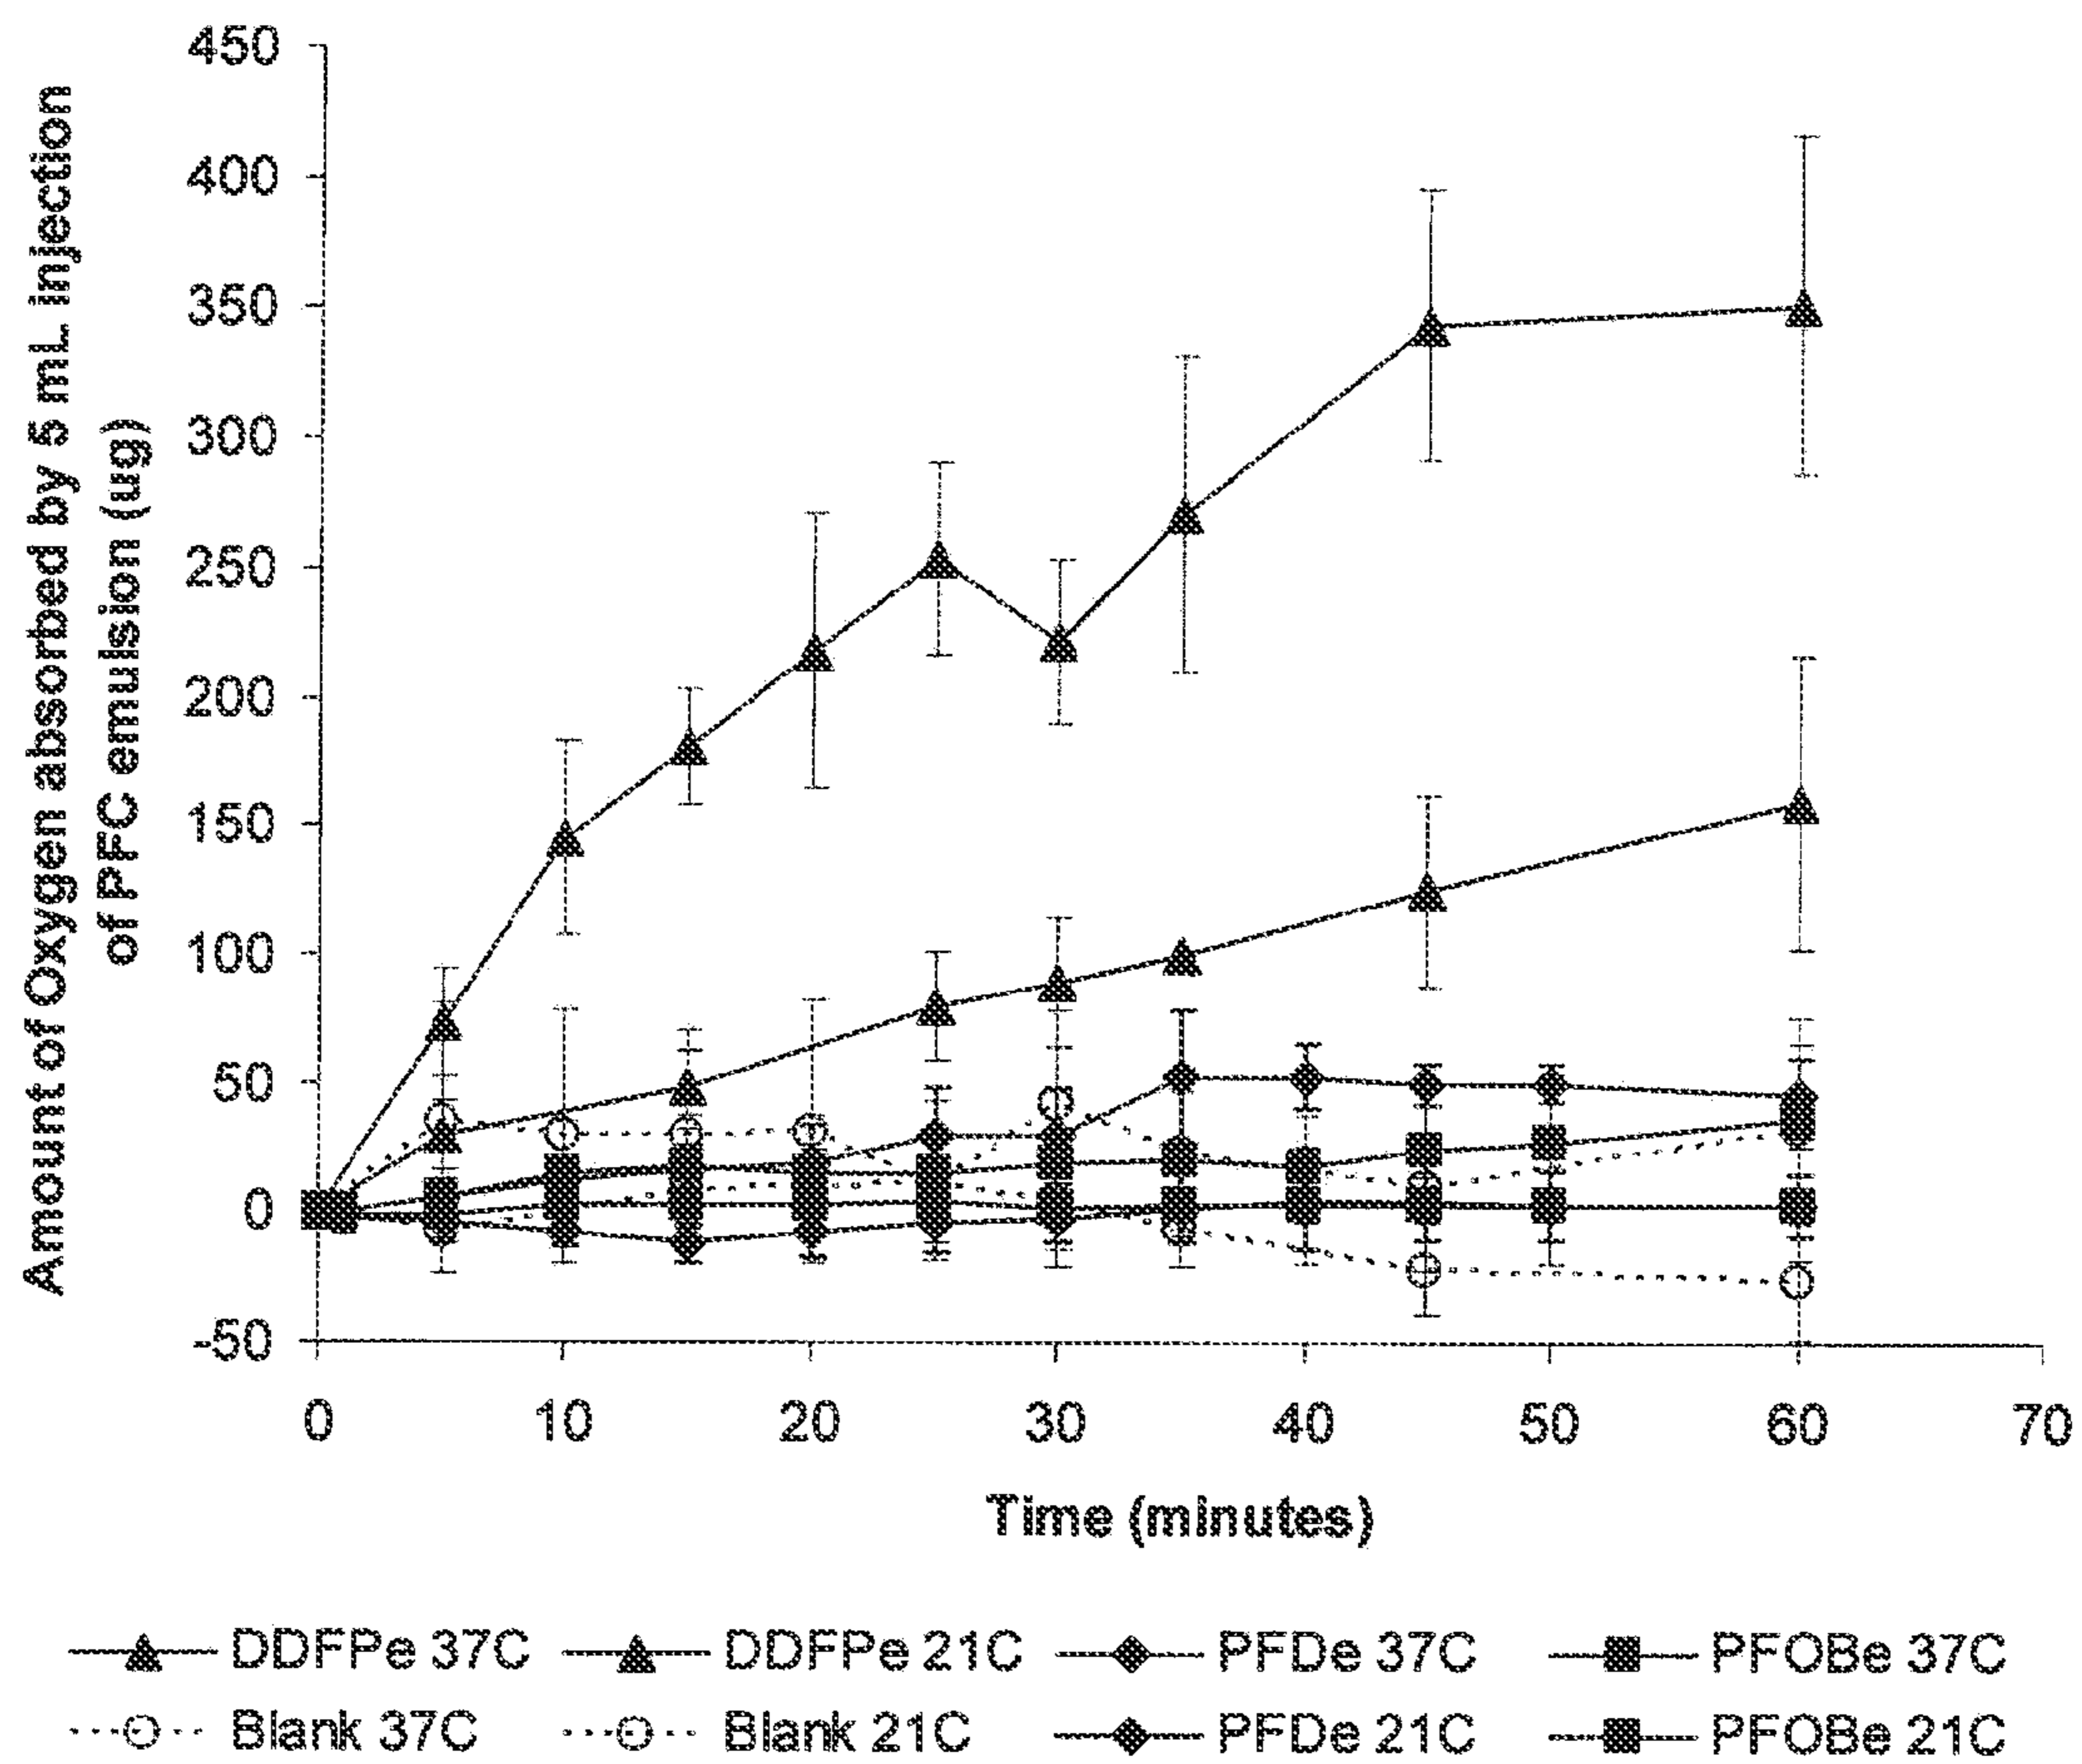 Amount of Oxygen absorbed by 5 mL injection
of PFC emulsion (ug)
450
400
350
300
250
200
150
100
50
0
-50
0 10 20 30 40 50 60 70
Time (minutes)
DDFPe 37C DDFPe 21C PFDe 37C PFOBe 37C
Blank 37C Blank 21C PFDe 21C PFOBe 21C